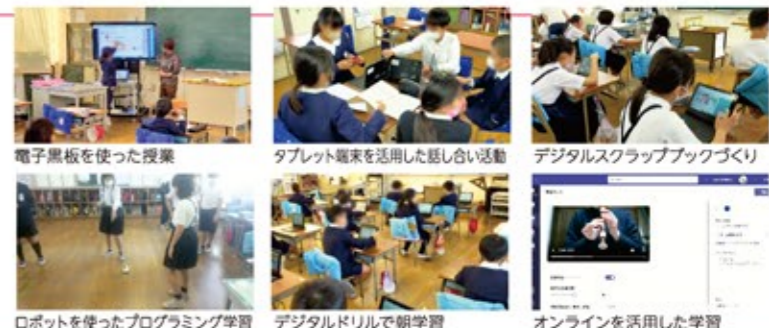 電子黒板を使った授業
タブレット端末を活用した話し合い活動
デジタルスクラップブックづくり
ロボットを使ったプログラミング学習
デジタルドリルで朝学習
オンラインを活用した学習